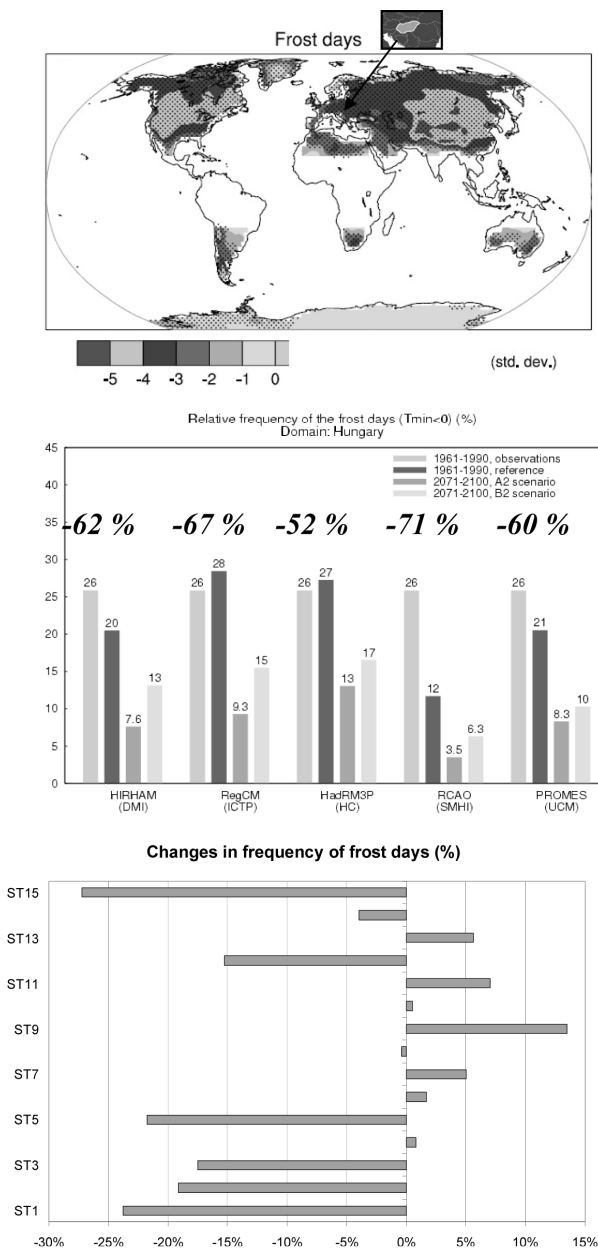 Frost days
-5 -4 -3 -2 -1 0
(std. dev.)
Relative frequency of the frost days (Tmin<0) (%)
Domain: Hungary
45
40
35
30
25
20
15
10
5
0
1961-1990, observations
1961-1990, reference
2071-2100, A2 scenario
2071-2100, B2 scenario
-62 % -67 % -52 % -71 % -60 %
26 20 7.6 13
26 28 9.3 15
26 27 13 17
26 12 3.5 6.3
26 21 8.3 10
HIRHAM RegCM HadRM3P RCAO PROMES
(DMI) (ICTP) (HC) (SMHI) (UCM)
Changes in frequency of frost days (%)
ST15
ST13
ST11
ST9
ST7
ST5
ST3
ST1
-30% -25% -20% -15% -10% -5% 0% 5% 10% 15%